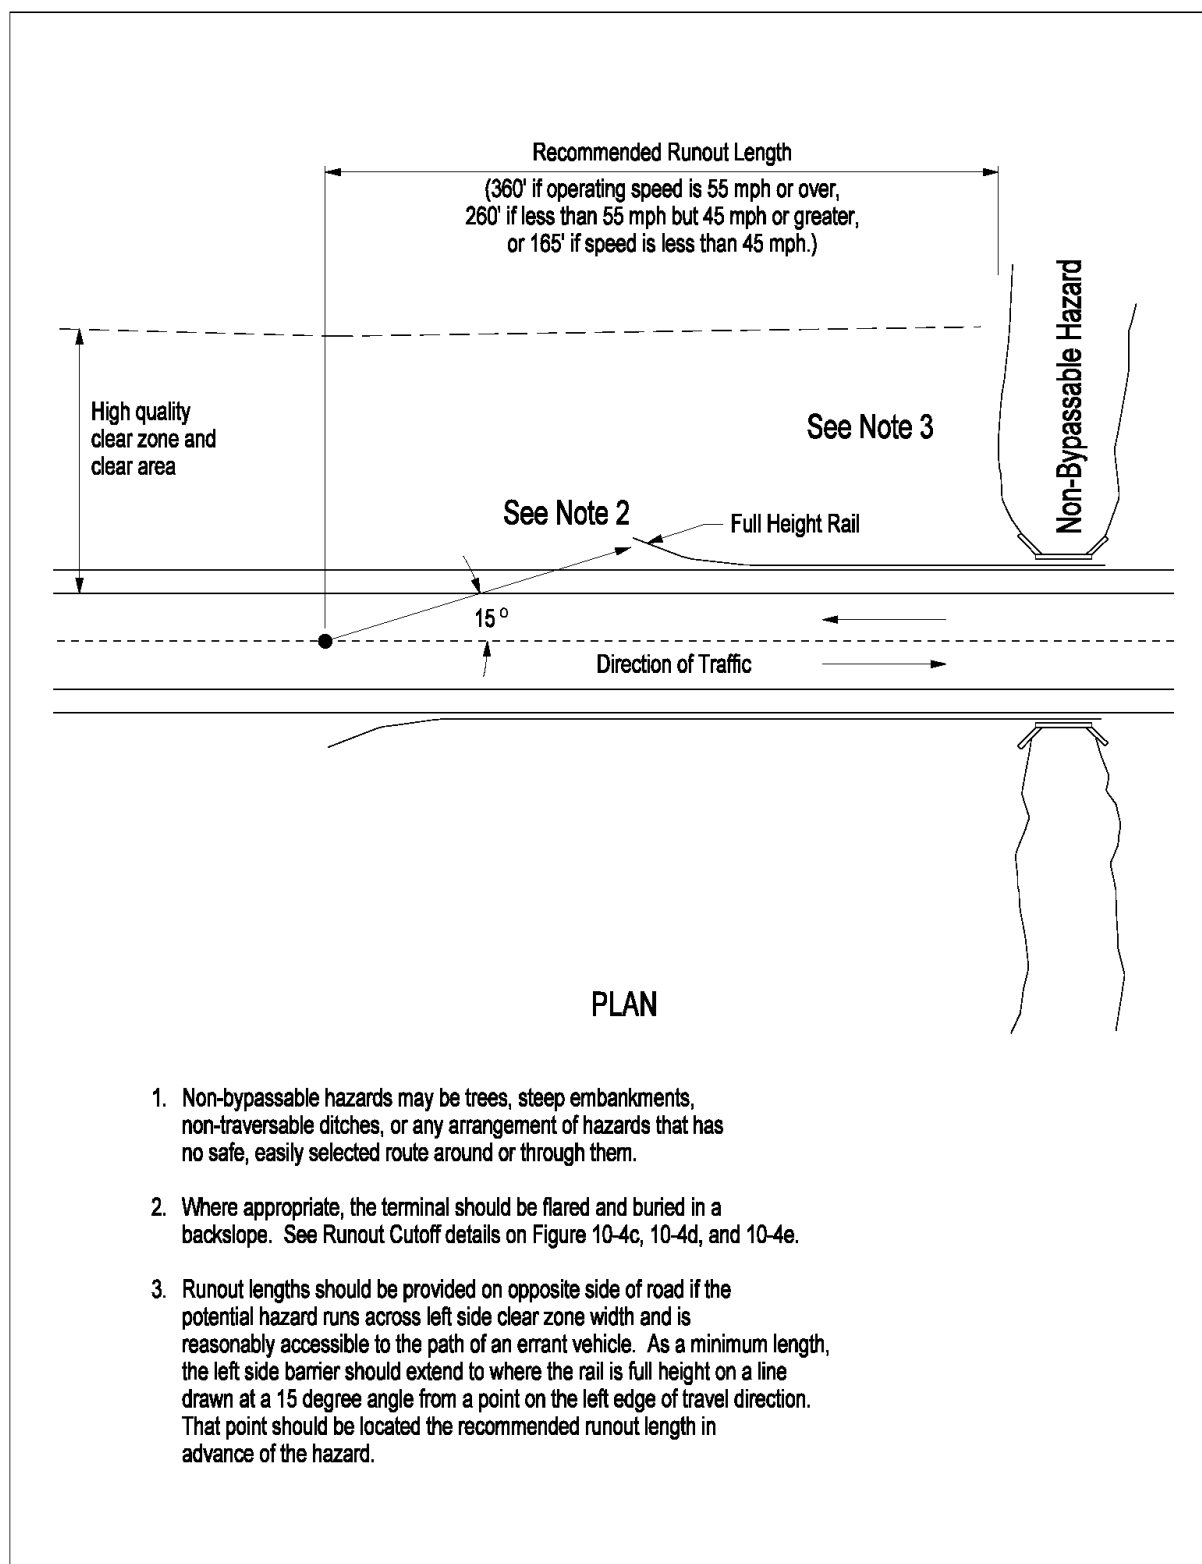 Recommended Runout Length
(360' if operating speed is 55 mph or over,
260' if less than 55 mph but 45 mph or greater,
or 165' if speed is less than 45 mph.)
Non-Bypassable Hazard
High quality
clear zone and
clear area
See Note 3
See Note 2
Full Height Rail
15 °
Direction of Traffic
PLAN
1. Non-bypassable hazards may be trees, steep embankments,
non-traversable ditches, or any arrangement of hazards that has
no safe, easily selected route around or through them.
2. Where appropriate, the terminal should be flared and buried in a
backslope. See Runout Cutoff details on Figure 10-4c, 10-4d, and 10-4e.
3. Runout lengths should be provided on opposite side of road if the
potential hazard runs across left side clear zone width and is
reasonably accessible to the path of an errant vehicle. As a minimum length,
the left side barrier should extend to where the rail is full height on a line
drawn at a 15 degree angle from a point on the left edge of travel direction.
That point should be located the recommended runout length in
advance of the hazard.